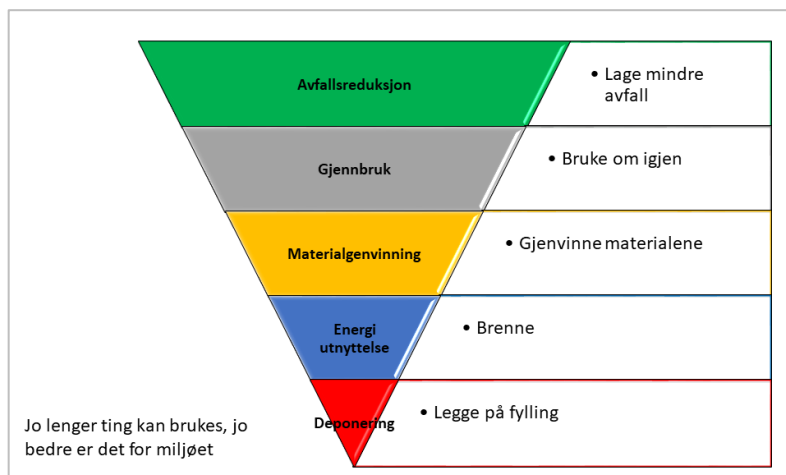 Avfallsreduksjon
• Lage mindre
avfall
Gjennbruk
• Bruke om igjen
Materialgenvinning
• Gjenvinne materialene
Energi
utnyttelse
• Brenne
Deponering
• Legge på fylling
Jo lenger ting kan brukes, jo
bedre er det for miljøet